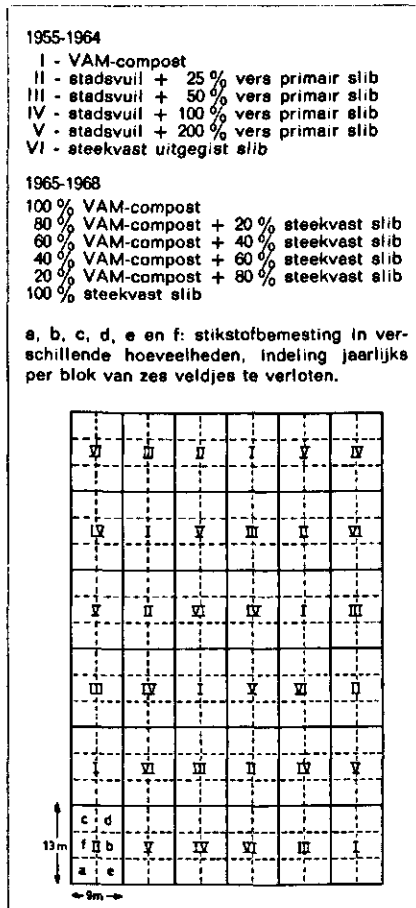 1955-1964
I - VAM-compost
II - stadsvuil + 25 % vers primair slib
III - stadsvuil + 50 % vers primair slib
IV - stadsvuil + 100 % vers primair slib
V - stadsvuil + 200 % vers primair slib
VI - steekvast uitgegist slib
1965-1968
100 % VAM-compost
80 % VAM-compost + 20 % steekvast slib
60 % VAM-compost + 40 % steekvast slib
40 % VAM-compost + 60 % steekvast slib
20 % VAM-compost + 80 % steekvast slib
100 % steekvast slib
a, b, c, d, e en f: stikstofbemesting in ver-
schillende hoeveelheden, indeling jaarlijks
per blok van zes veldjes te verloten.
VI III II I V IV
IV I V III II VI
V II VI IV I III
III IV I V VI II
I VI III II IV V
c d
13m f II b V IV VI III I
a e
9m